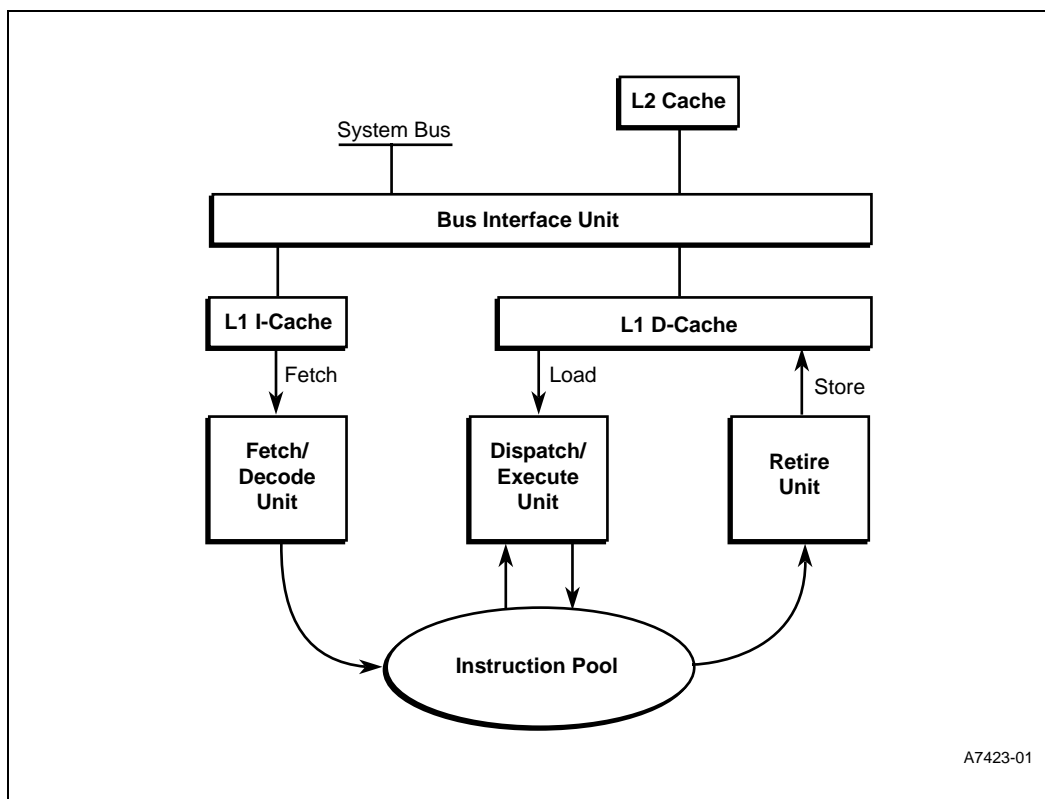 L2 Cache
System Bus
Bus Interface Unit
L1 I-Cache
L1 D-Cache
Fetch
Load
Store
Fetch/
Decode
Unit
Dispatch/
Execute
Unit
Retire
Unit
Instruction Pool
A7423-01